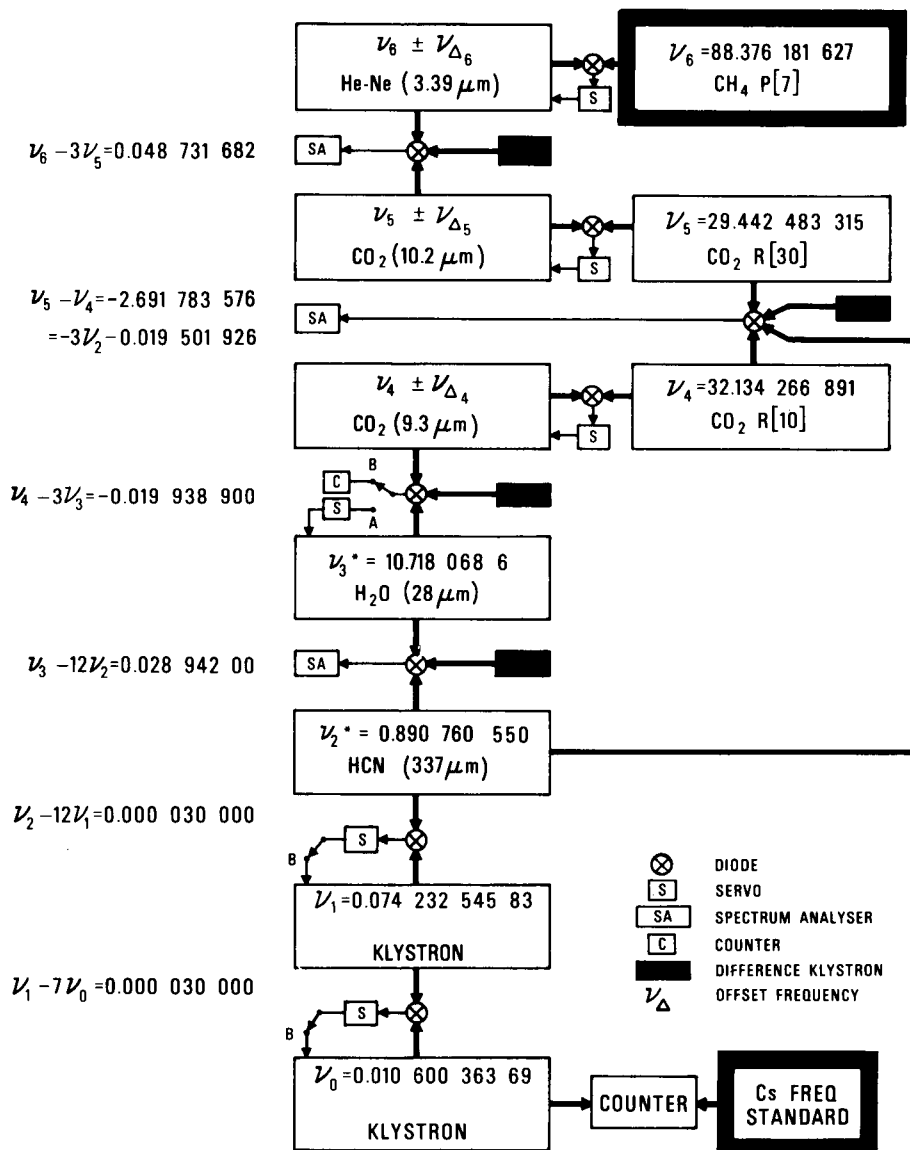 ν6 ± νΔ6
He-Ne (3.39 μm)
S
ν6 =88.376 181 627
CH4 P[7]
ν6 −3ν5=0.048 731 682
SA
ν5 ± νΔ5
CO2 (10.2 μm)
S
ν5 =29.442 483 315
CO2 R[30]
ν5 −ν4=−2.691 783 576
=−3ν2−0.019 501 926
SA
ν4 ± νΔ4
CO2 (9.3 μm)
S
ν4=32.134 266 891
CO2 R[10]
ν4 −3ν3=−0.019 938 900
C
B
S
A
ν3* = 10.718 068 6
H2O (28 μm)
ν3 −12ν2=0.028 942 00
SA
ν2* = 0.890 760 550
HCN (337 μm)
ν2 −12ν1=0.000 030 000
S
B
ν1=0.074 232 545 83
KLYSTRON
ν1 −7ν0=0.000 030 000
S
B
ν0=0.010 600 363 69
KLYSTRON
COUNTER
Cs FREQ
STANDARD
DIODE
S SERVO
SA SPECTRUM ANALYSER
C COUNTER
DIFFERENCE KLYSTRON
νΔ OFFSET FREQUENCY